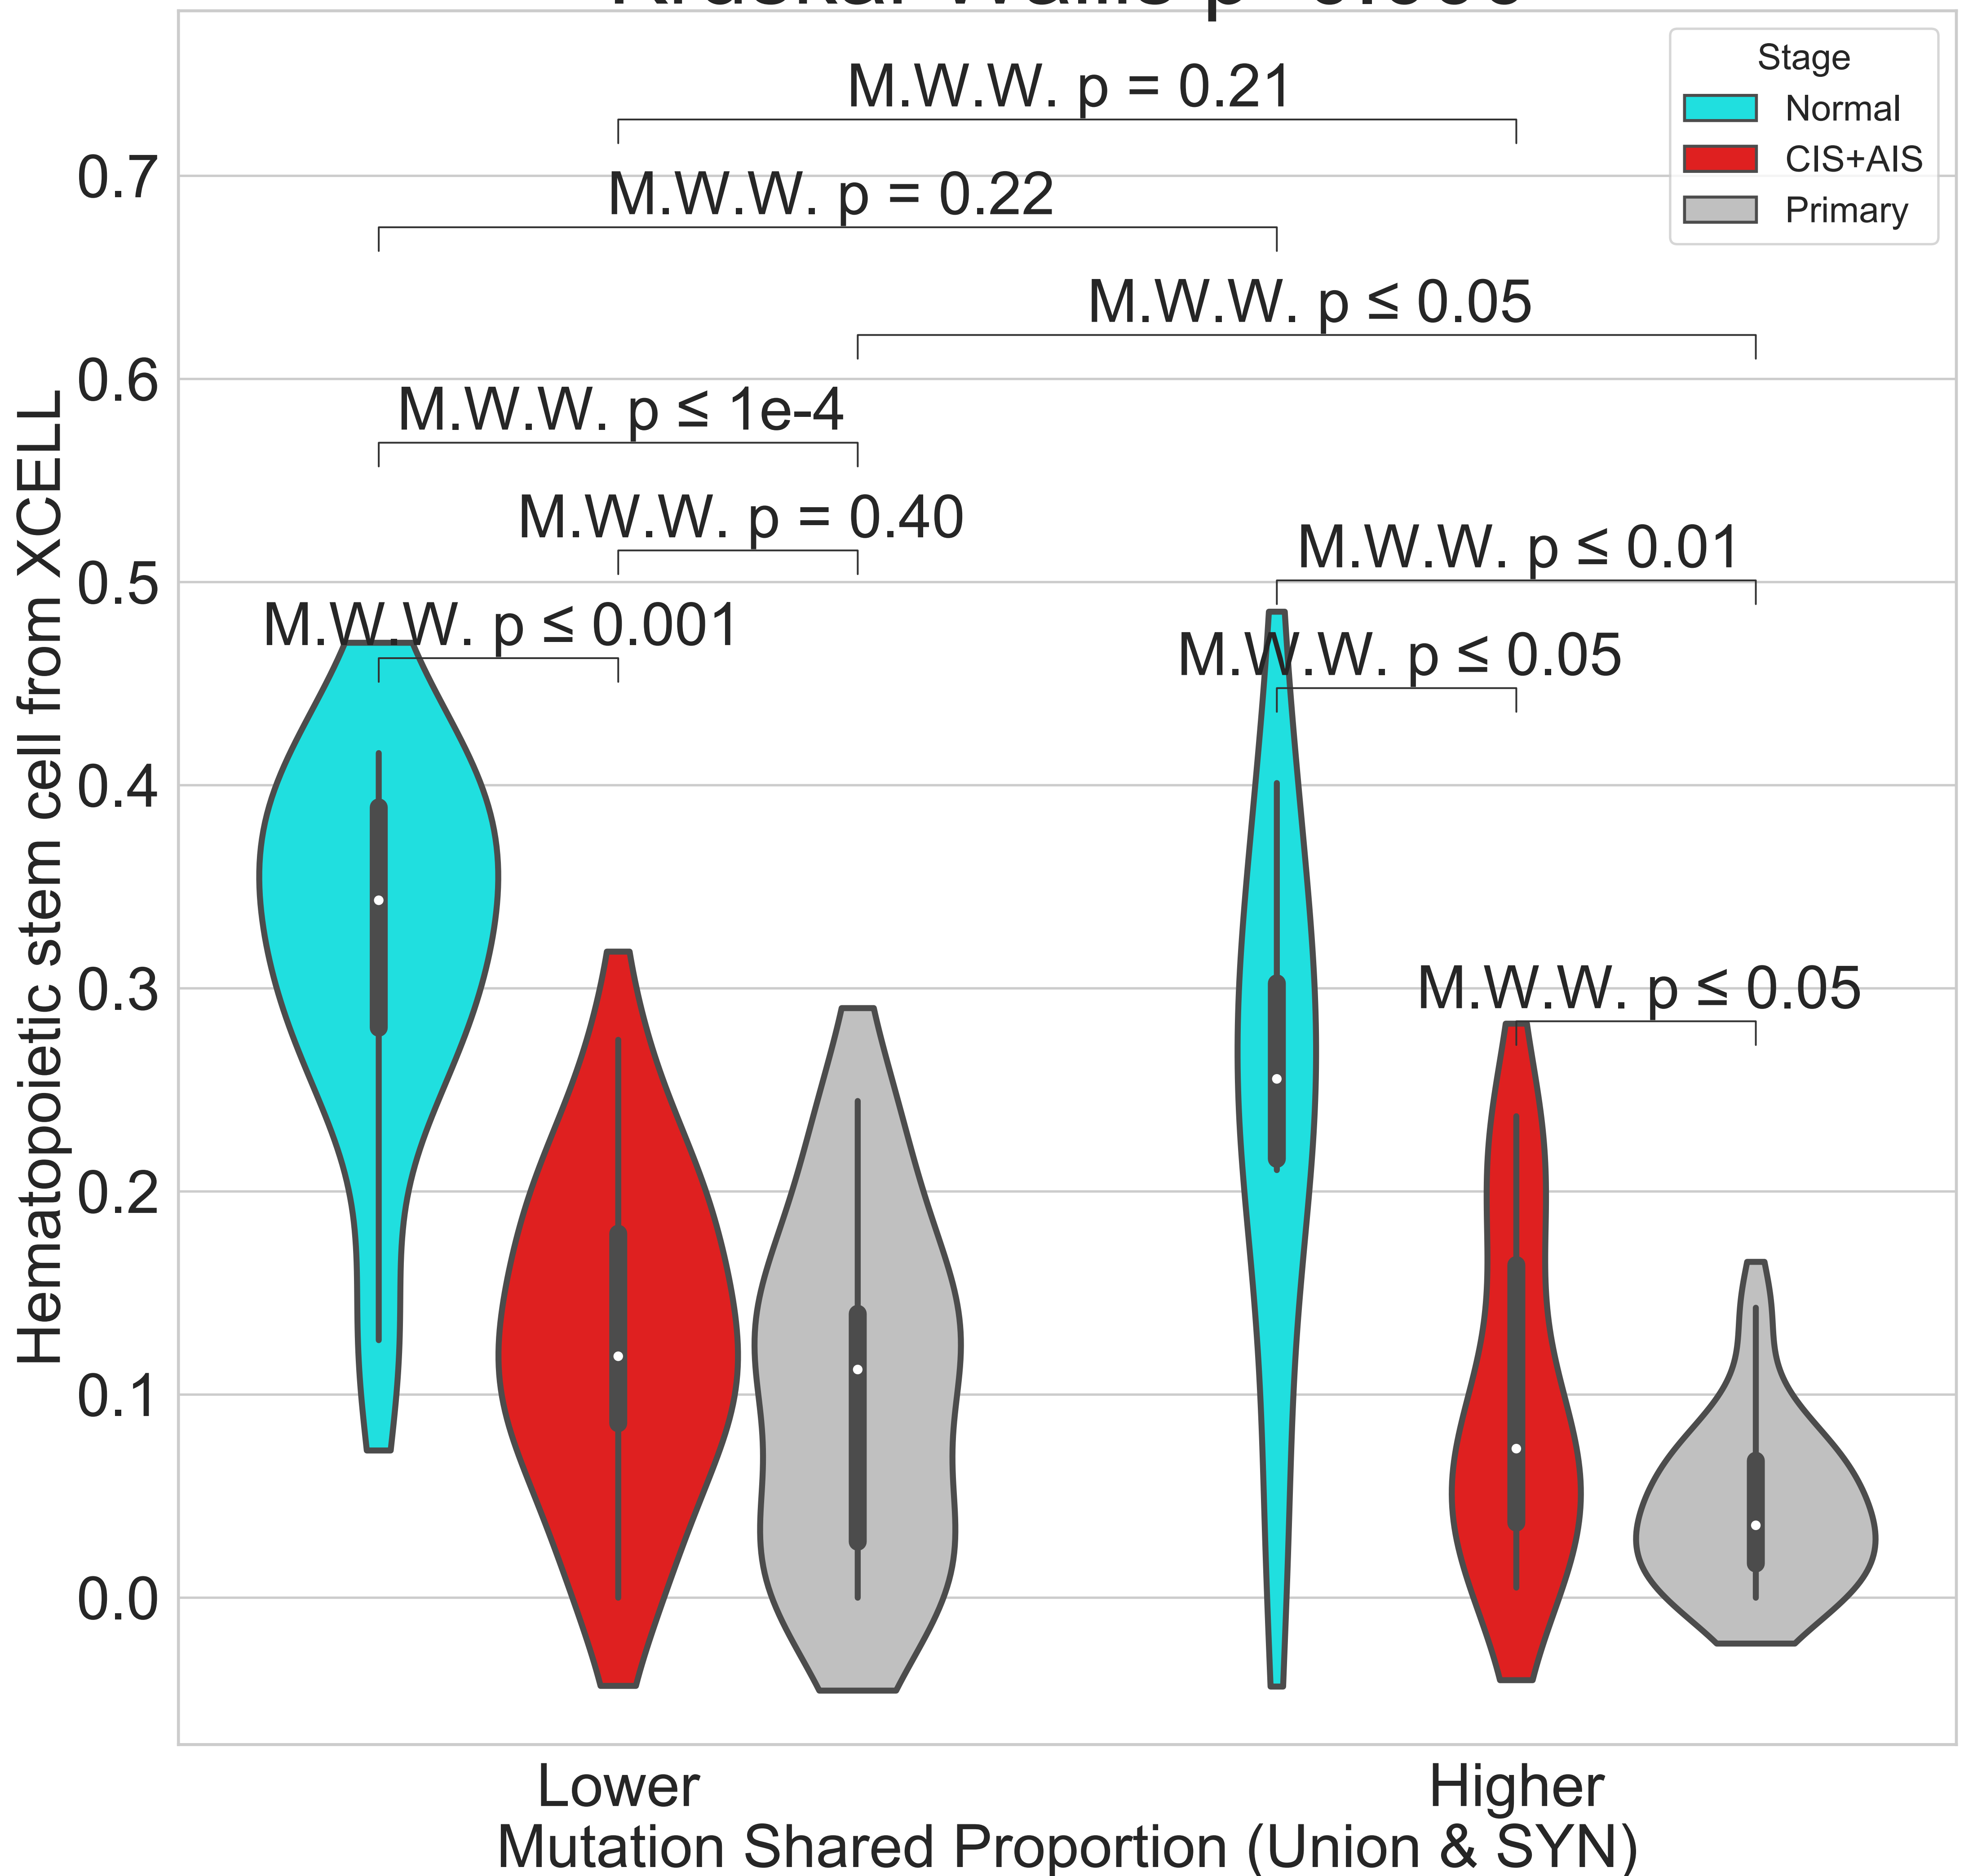 M.W.W. p = 0.21
Stage
Normal
CIS+AIS
Primary
0.7
M.W.W. p = 0.22
M.W.W. p ≤ 0.05
0.6
M.W.W. p ≤ 1e-4
M.W.W. p = 0.40
M.W.W. p ≤ 0.01
0.5
M.W.W. p ≤ 0.001
M.W.W. p ≤ 0.05
0.4
0.3
M.W.W. p ≤ 0.05
0.2
0.1
0.0
Hematopoietic stem cell from XCELL
Lower
Higher
Mutation Shared Proportion (Union & SYN)